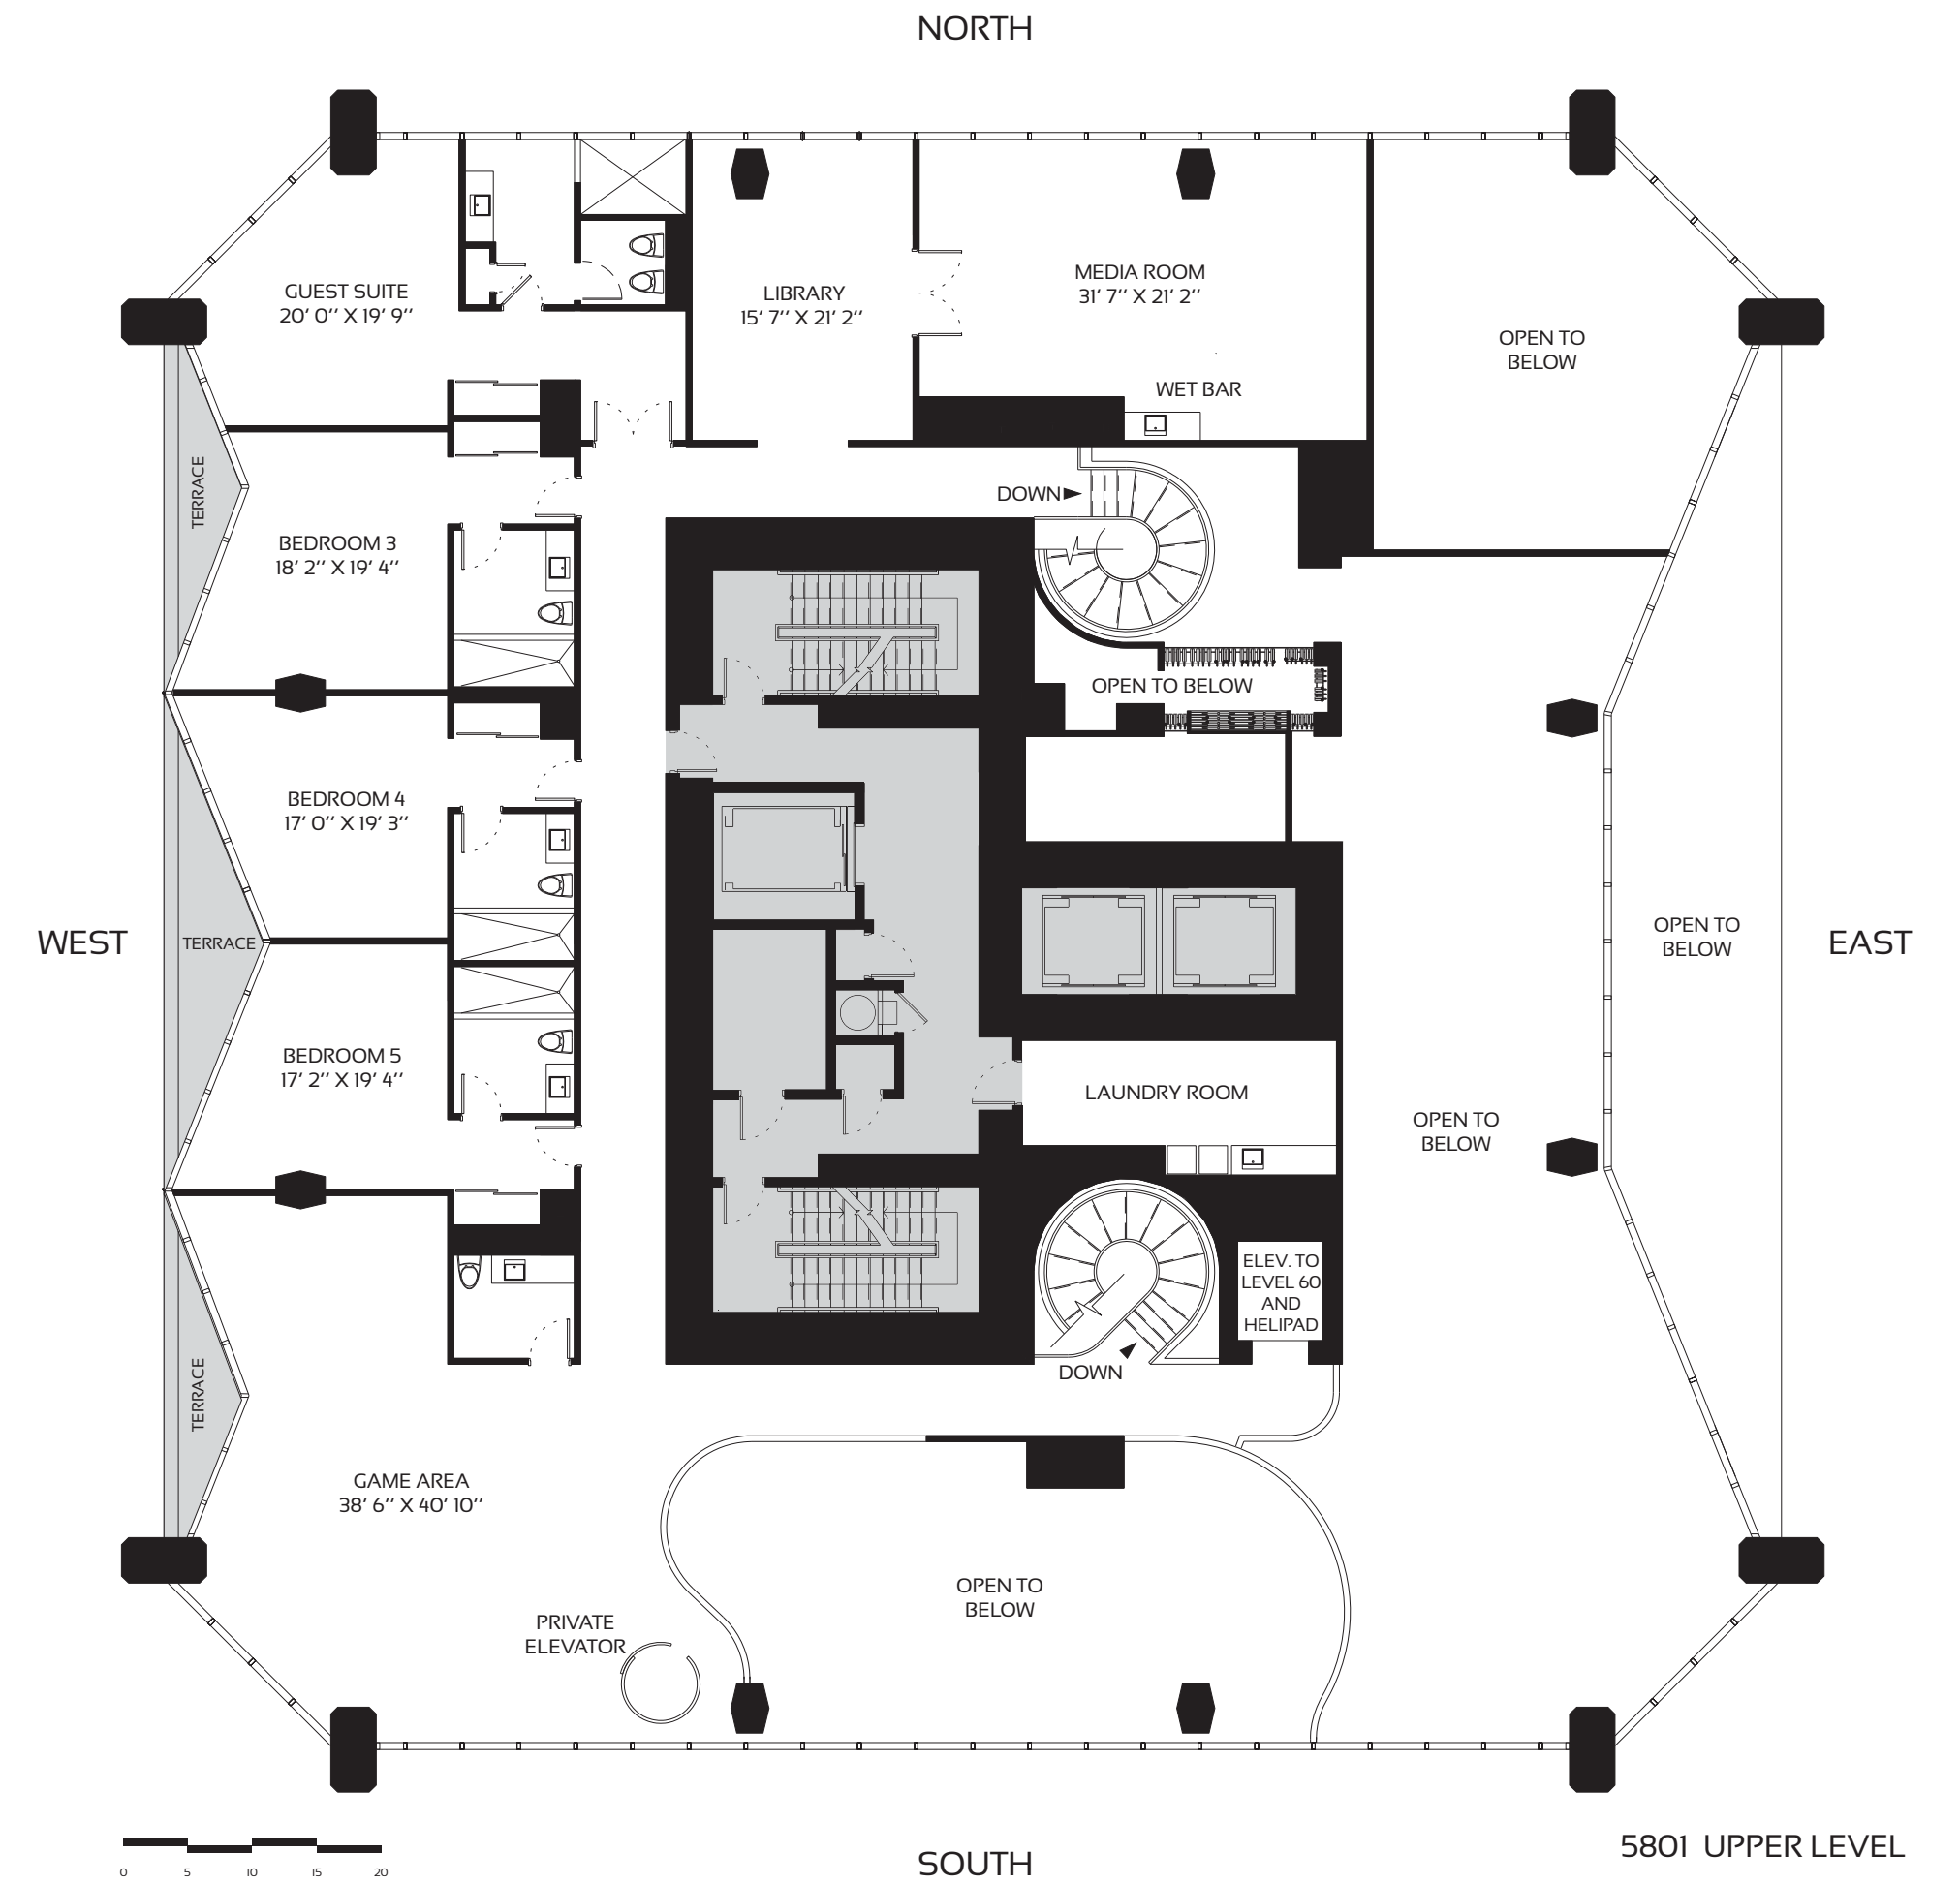 NORTH
GUEST SUITE
20' 0'' X 19' 9''
LIBRARY
15' 7'' X 21' 2''
MEDIA ROOM
31' 7'' X 21' 2''
WET BAR
OPEN TO
BELOW
TERRACE
BEDROOM 3
18' 2'' X 19' 4''
DOWN
OPEN TO BELOW
BEDROOM 4
17' 0'' X 19' 3''
WEST
TERRACE
OPEN TO
BELOW
EAST
BEDROOM 5
17' 2'' X 19' 4''
LAUNDRY ROOM
OPEN TO
BELOW
ELEV. TO
LEVEL 60
AND
HELIPAD
DOWN
TERRACE
GAME AREA
38' 6'' X 40' 10''
OPEN TO
BELOW
PRIVATE
ELEVATOR
0 5 10 15 20
SOUTH
5801 UPPER LEVEL